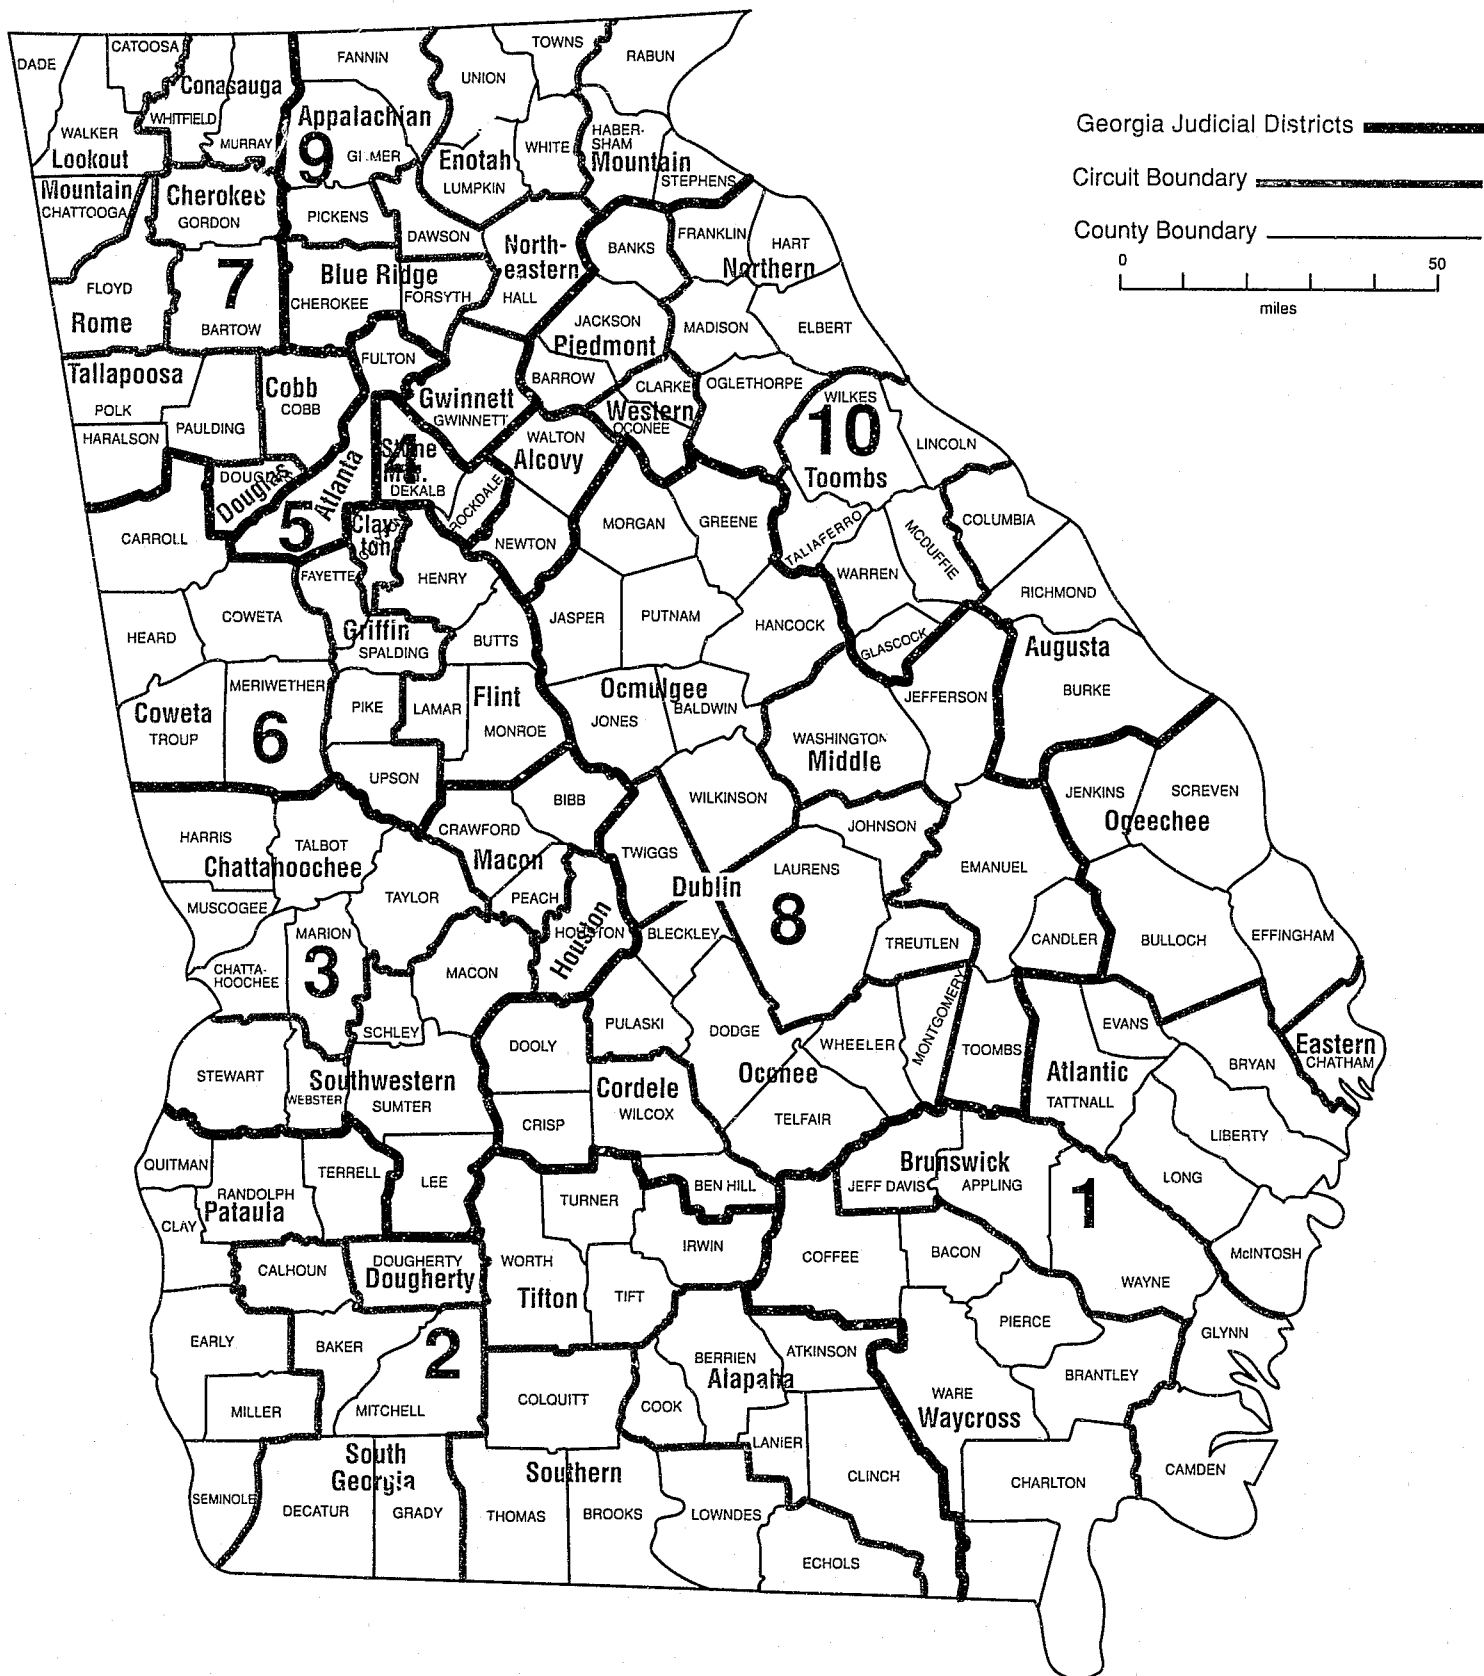 Georgia Judicial Districts
Circuit Boundary
County Boundary
0 50
miles
DADE
CATOOSA
Conasauga
WHITFIELD
MURRAY
WALKER
Lookout
Mountain
CHATTOOGA
FANNIN
Appalachian
9
PICKENS
UNION
TOWNS
RABUN
WHITE
HABER-
SHAM
Mountain
STEPHENS
Enotah
LUMPKIN
DAWSON
Cherokee
GORDON
7
BARTOW
FLOYD
Rome
Blue Ridge
CHEROKEE
FORSYTH
North-
eastern
HALL
BANKS
FRANKLIN
HART
Northern
JACKSON
Piedmont
BARROW
MADISON
ELBERT
Tallapoosa
POLK
HARALSON
PAULDING
Cobb
COBB
FULTON
Gwinnett
GWINNETT
CLARKE
Western
OCONEE
OGLETHORPE
WILKES
10
Toombs
LINCOLN
DOUGLAS
Douglas
Atlanta
5
4
Stone
Mt.
DEKALB
ROCKDALE
WALTON
Alcovy
NEWTON
MORGAN
GREENE
TALIAFERRO
WARREN
MCDUFFIE
COLUMBIA
RICHMOND
CARROLL
Clay-
ton
FAYETTE
HENRY
COWETA
HEARD
Griffin
SPALDING
BUTTS
JASPER
PUTNAM
HANCOCK
GLASCOCK
Augusta
BURKE
JEFFERSON
MERIWETHER
Coweta
TROUP
6
PIKE
LAMAR
Flint
MONROE
UPSON
Ocmulgee
JONES
BALDWIN
WASHINGTON
Middle
BIBB
WILKINSON
JENKINS
SCREVEN
Ogeechee
HARRIS
TALBOT
Chattahoochee
MUSCOGEE
CRAWFORD
Macon
PEACH
TWIGGS
JOHNSON
LAURENS
Dublin
8
EMANUEL
TAYLOR
MARION
3
CHATTA-
HOOCHEE
MACON
HOUSTON
Houston
BLECKLEY
TREUTLEN
CANDLER
BULLOCH
EFFINGHAM
SCHLEY
DOOLY
PULASKI
DODGE
WHEELER
MONTGOMERY
TOOMBS
EVANS
BRYAN
Eastern
CHATHAM
STEWART
WEBSTER
Southwestern
SUMTER
CRISP
Cordele
WILCOX
Oconee
TELFAIR
Atlantic
TATTNALL
LIBERTY
LONG
McINTOSH
QUITMAN
RANDOLPH
Pataula
CLAY
TERRELL
LEE
TURNER
BEN HILL
IRWIN
Brunswick
JEFF DAVIS
APPLING
1
COFFEE
BACON
WAYNE
CALHOUN
DOUGHERTY
Dougherty
WORTH
Tifton
TIFT
EARLY
BAKER
2
MITCHELL
MILLER
COLQUITT
COOK
BERRIEN
Alapaha
ATKINSON
LANIER
PIERCE
BRANTLEY
GLYNN
WARE
Waycross
CAMDEN
CHARLTON
SEMINOLE
South
Georgia
DECATUR
GRADY
Southern
THOMAS
BROOKS
LOWNDES
CLINCH
ECHOLS